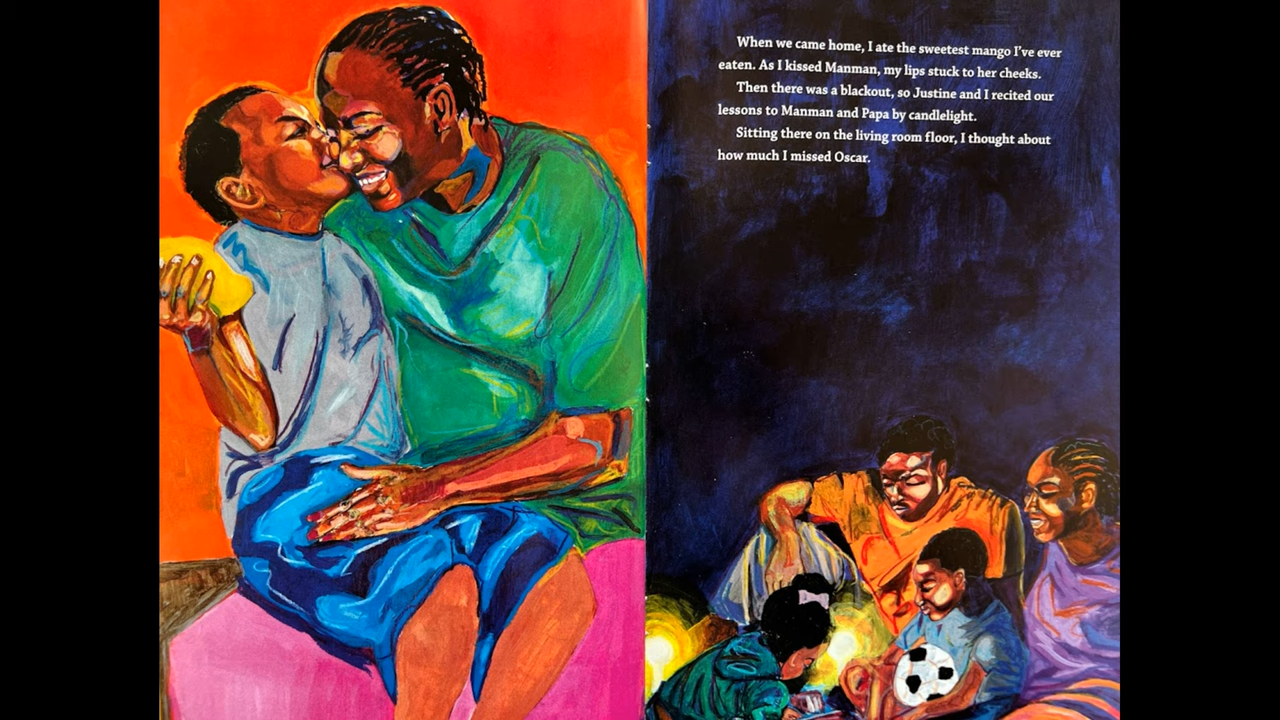 When we came home, I ate the sweetest mango I've ever
eaten. As I kissed Manman, my lips stuck to her cheeks.
Then there was a blackout, so Justine and I recited our
lessons to Manman and Papa by candlelight.
Sitting there on the living room floor, I thought about
how much I missed Oscar.